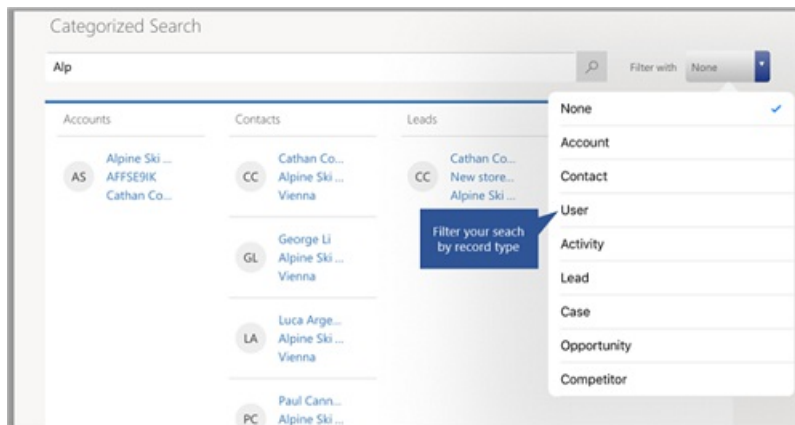 Categorized Search
Alp
Filter with None
Accounts
AS
Alpine Ski ...
AFFSE9IK
Cathan Co...
Contacts
CC
Cathan Co...
Alpine Ski ...
Vienna
GL
George Li
Alpine Ski ...
Vienna
LA
Luca Arge...
Alpine Ski ...
Vienna
PC
Paul Cann...
Alpine Ski ...
Leads
CC
Cathan Co...
New store...
Alpine Ski ...
Filter your seach
by record type
None
Account
Contact
User
Activity
Lead
Case
Opportunity
Competitor